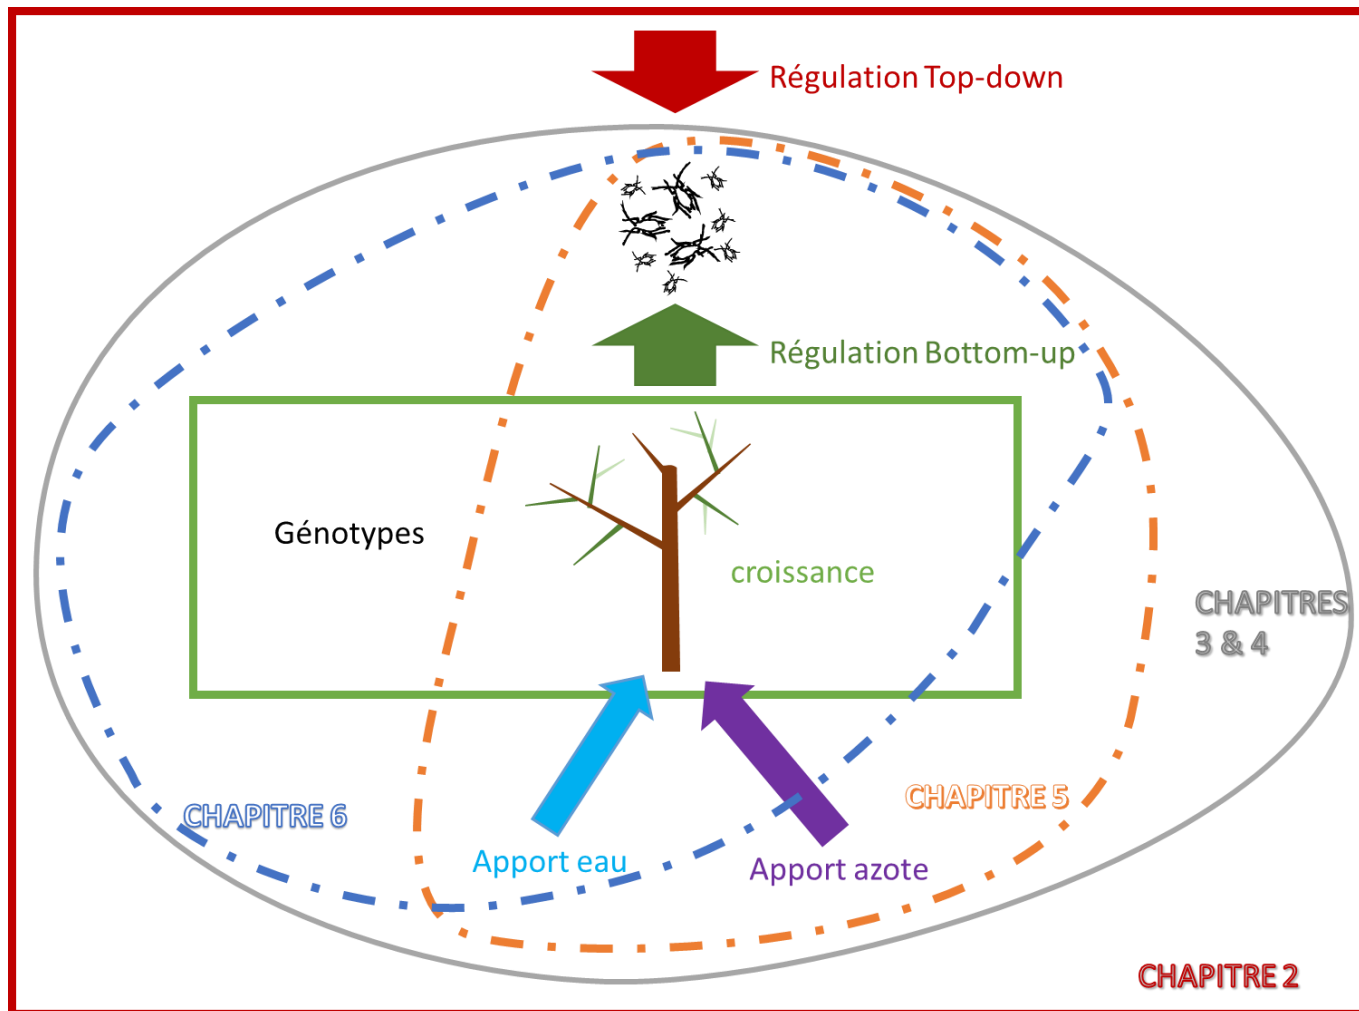 Régulation Top-down
Régulation Bottom-up
Génotypes
croissance
CHAPITRES
3 & 4
CHAPITRE 5
CHAPITRE 6
Apport eau
Apport azote
CHAPITRE 2